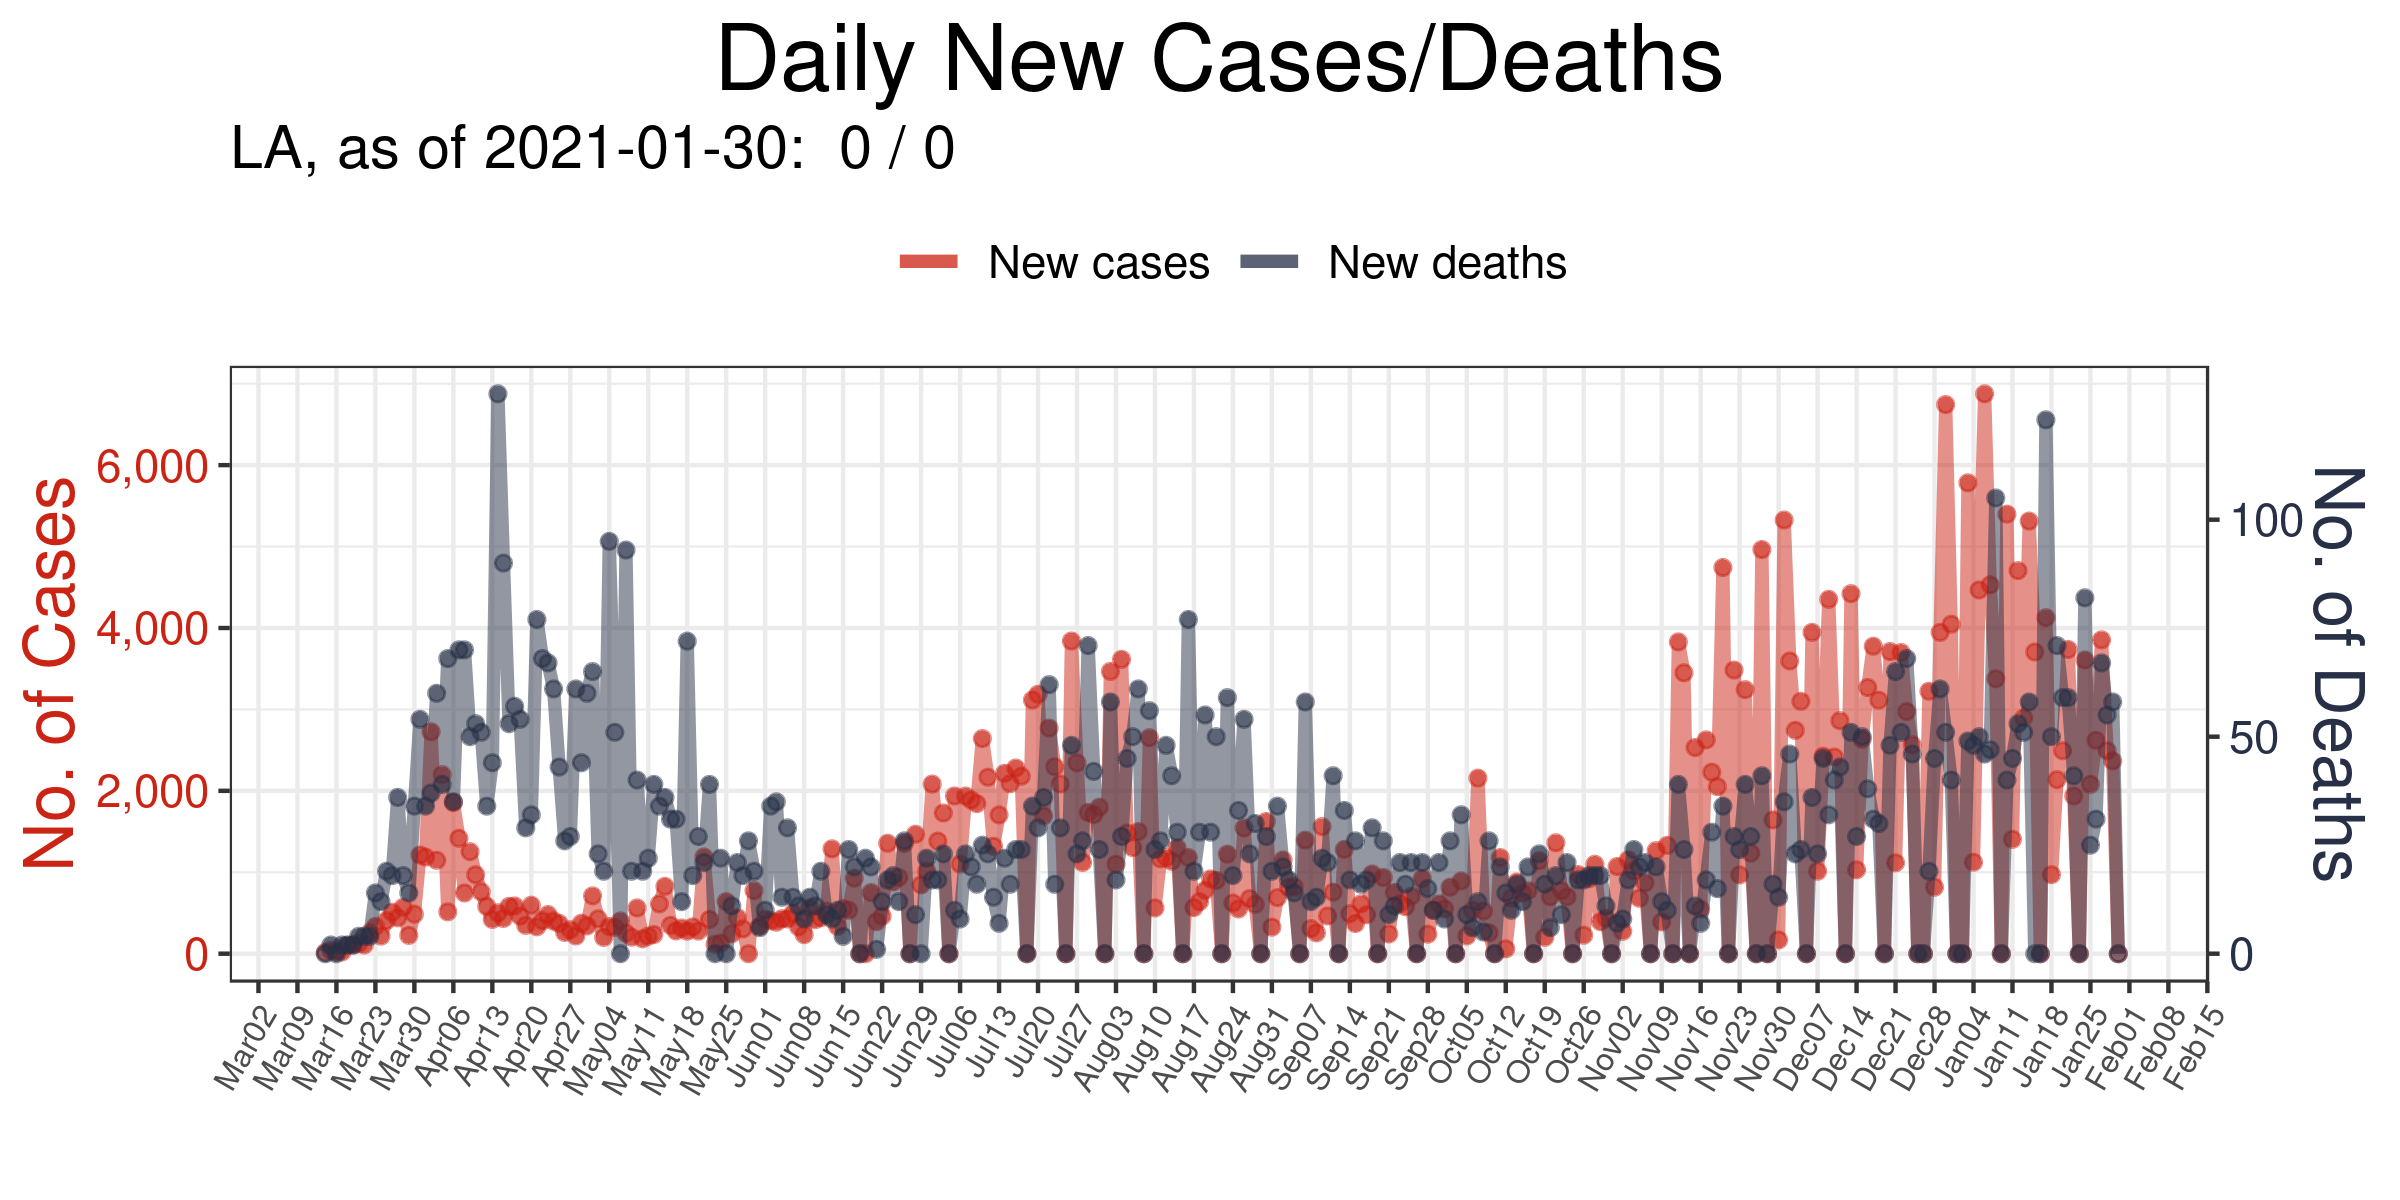 Daily New Cases/Deaths
LA, as of 2021-01-30:  0 / 0
New cases New deaths
No. of Cases
6,000
4,000
2,000
0
No. of Deaths
100
50
0
Mar02 Mar09 Mar16 Mar23 Mar30 Apr06 Apr13 Apr20 Apr27 May04 May11 May18 May25 Jun01 Jun08 Jun15 Jun22 Jun29 Jul06 Jul13 Jul20 Jul27 Aug03 Aug10 Aug17 Aug24 Aug31 Sep07 Sep14 Sep21 Sep28 Oct05 Oct12 Oct19 Oct26 Nov02 Nov09 Nov16 Nov23 Nov30 Dec07 Dec14 Dec21 Dec28 Jan04 Jan11 Jan18 Jan25 Feb01 Feb08 Feb15